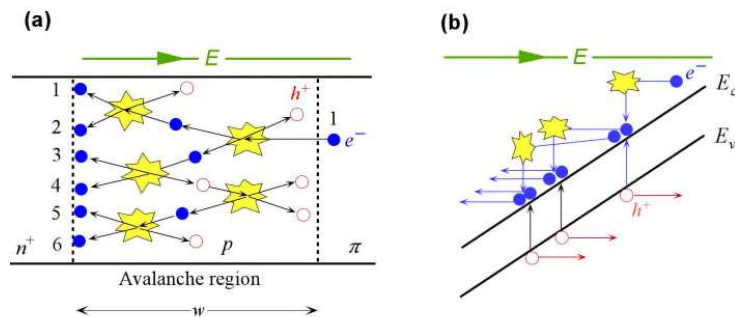 (a)
E
1
2
3
4
5
6
h+
1
e−
n+
p
π
Avalanche region
w
(b)
E
e−
Ec
Ev
h+